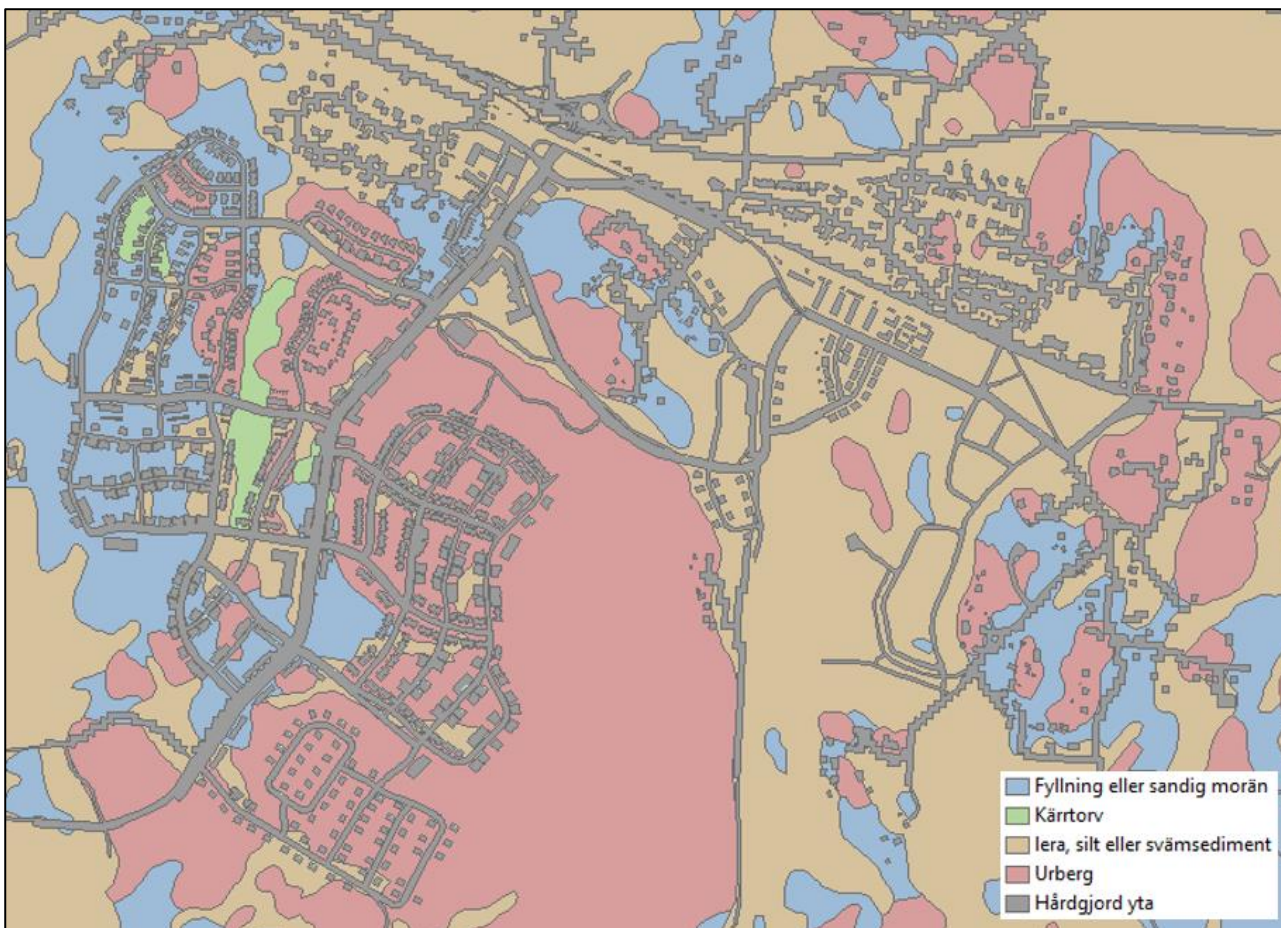 Fyllning eller sandig morän
Kärrtorv
lera, silt eller svämsediment
Urberg
Hårdgjord yta